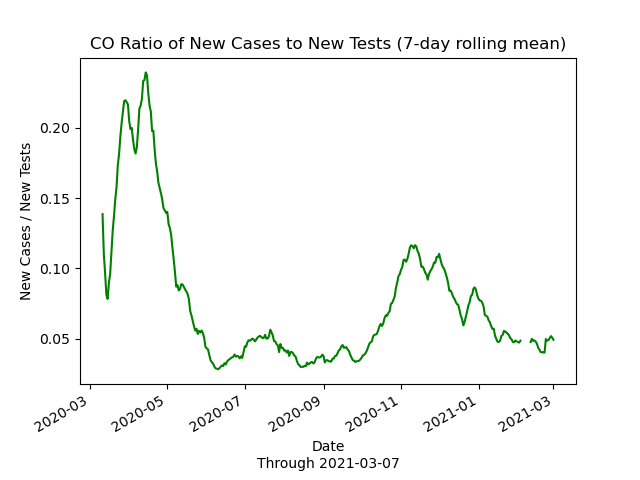 CO Ratio of New Cases to New Tests (7-day rolling mean)
New Cases / New Tests
0.20
0.15
0.10
0.05
2020-03
2020-05
2020-07
2020-09
2020-11
2021-01
2021-03
Date
Through 2021-03-07